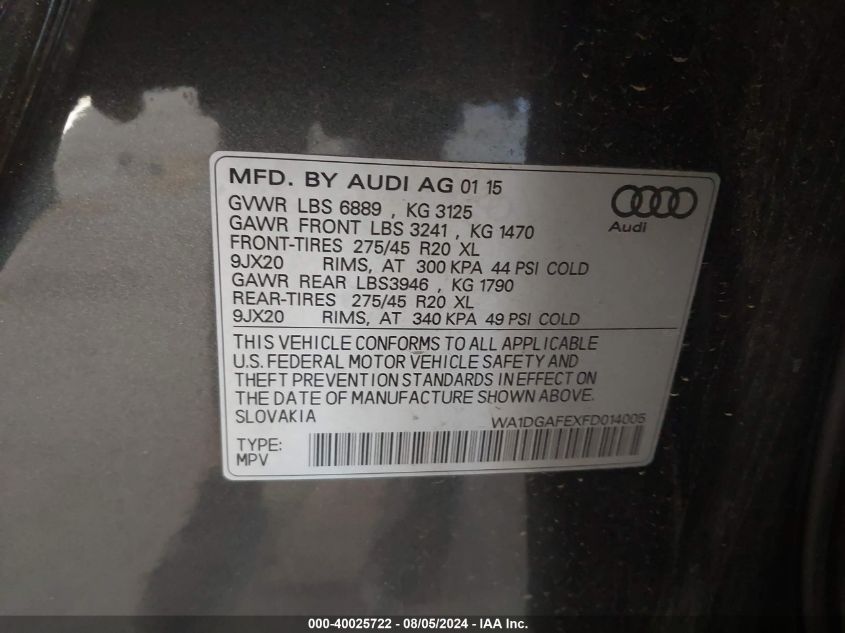 MFD. BY AUDI AG 01 15
GVWR LBS 6889 , KG 3125
GAWR FRONT LBS 3241 , KG 1470
FRONT-TIRES 275/45 R20 XL
9JX20 RIMS, AT 300 KPA 44 PSI COLD
GAWR REAR LBS3946 , KG 1790
REAR-TIRES 275/45 R20 XL
9JX20 RIMS, AT 340 KPA 49 PSI COLD
Audi
THIS VEHICLE CONFORMS TO ALL APPLICABLE
U.S. FEDERAL MOTOR VEHICLE SAFETY AND
THEFT PREVENTION STANDARDS IN EFFECT ON
THE DATE OF MANUFACTURE SHOWN ABOVE.
SLOVAKIA WA1DGAFEXFD014005
TYPE:
MPV
000-40025722 - 08/05/2024 - IAA Inc.